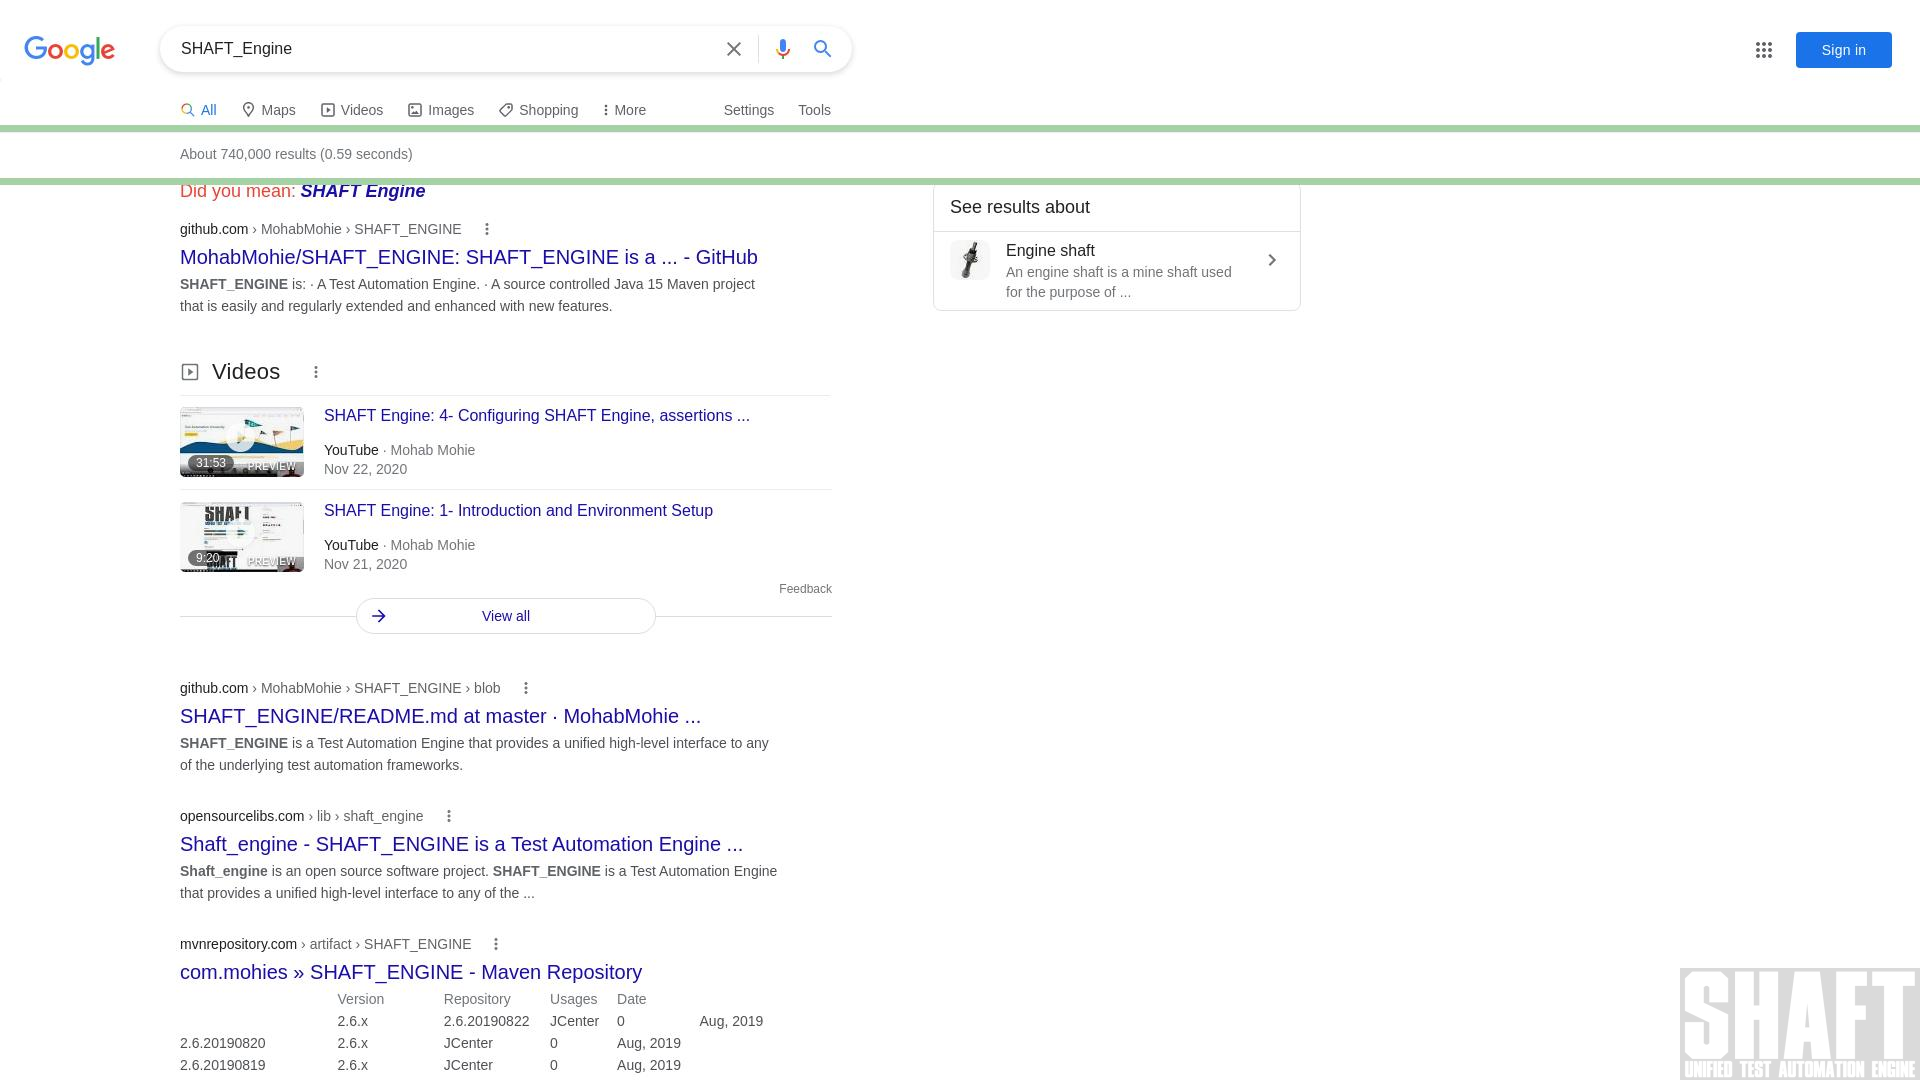 Google
SHAFT_Engine
Sign in
All Maps Videos Images Shopping More Settings Tools
About 740,000 results (0.59 seconds)
Did you mean: SHAFT Engine
github.com › MohabMohie › SHAFT_ENGINE
MohabMohie/SHAFT_ENGINE: SHAFT_ENGINE is a ... - GitHub
SHAFT_ENGINE is: · A Test Automation Engine. · A source controlled Java 15 Maven project
that is easily and regularly extended and enhanced with new features.
See results about
Engine shaft
An engine shaft is a mine shaft used
for the purpose of ...
Videos
SHAFT Engine: 4- Configuring SHAFT Engine, assertions ...
YouTube · Mohab Mohie
Nov 22, 2020
31:53 PREVIEW
SHAFT Engine: 1- Introduction and Environment Setup
YouTube · Mohab Mohie
Nov 21, 2020
SHAFT
9:20 PREVIEW
Feedback
View all
github.com › MohabMohie › SHAFT_ENGINE › blob
SHAFT_ENGINE/README.md at master · MohabMohie ...
SHAFT_ENGINE is a Test Automation Engine that provides a unified high-level interface to any
of the underlying test automation frameworks.
opensourcelibs.com › lib › shaft_engine
Shaft_engine - SHAFT_ENGINE is a Test Automation Engine ...
Shaft_engine is an open source software project. SHAFT_ENGINE is a Test Automation Engine
that provides a unified high-level interface to any of the ...
mvnrepository.com › artifact › SHAFT_ENGINE
com.mohies » SHAFT_ENGINE - Maven Repository
Version Repository Usages Date
2.6.x 2.6.20190822 JCenter 0 Aug, 2019
2.6.20190820 2.6.x JCenter 0 Aug, 2019
2.6.20190819 2.6.x JCenter 0 Aug, 2019
SHAFT
UNIFIED TEST AUTOMATION ENGINE